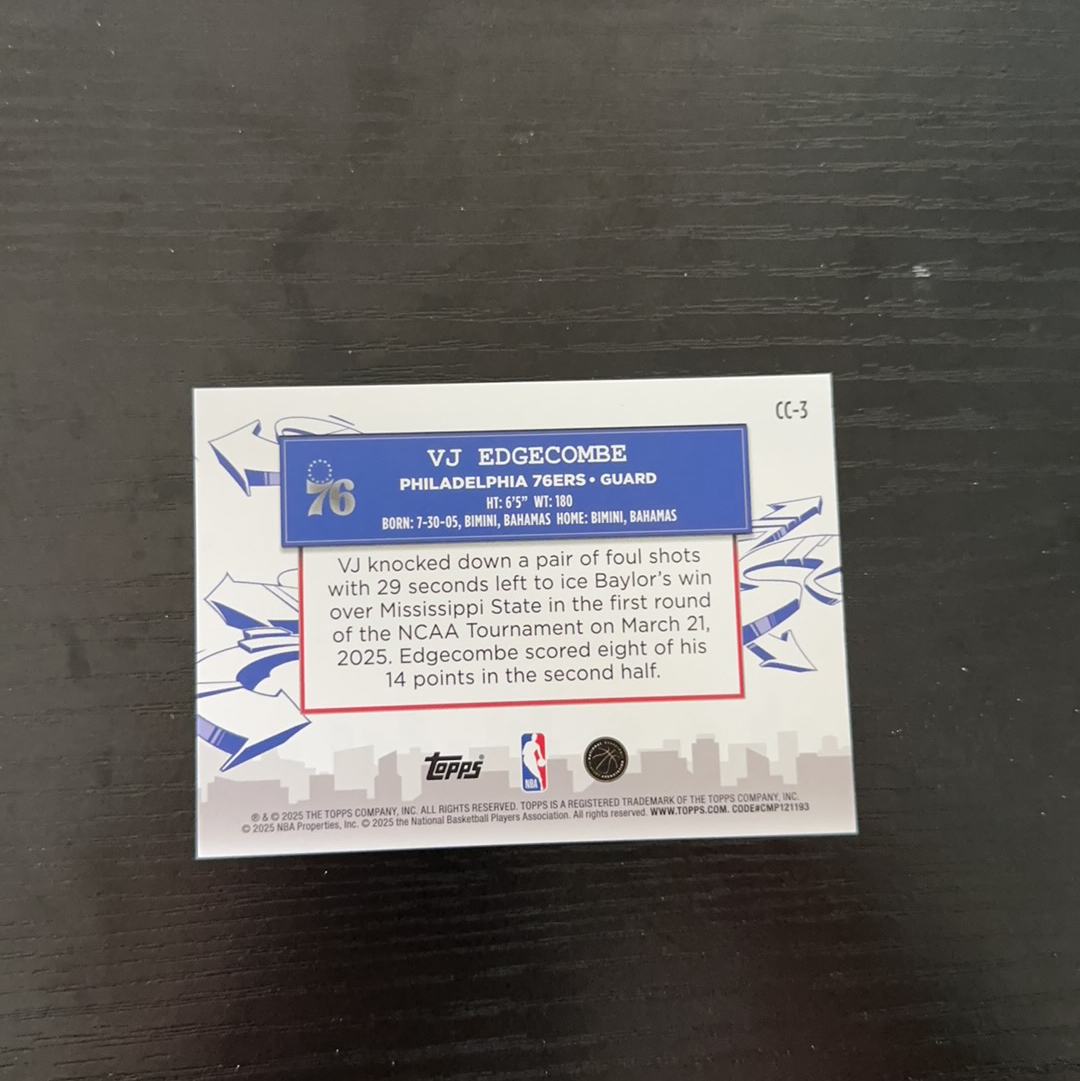 CC-3
76
VJ EDGECOMBE
PHILADELPHIA 76ERS • GUARD
HT: 6'5" WT: 180
BORN: 7-30-05, BIMINI, BAHAMAS HOME: BIMINI, BAHAMAS
VJ knocked down a pair of foul shots
with 29 seconds left to ice Baylor's win
over Mississippi State in the first round
of the NCAA Tournament on March 21,
2025. Edgecombe scored eight of his
14 points in the second half.
topps
NBA
® & © 2025 THE TOPPS COMPANY, INC. ALL RIGHTS RESERVED. TOPPS IS A REGISTERED TRADEMARK OF THE TOPPS COMPANY, INC.
© 2025 NBA Properties, Inc. © 2025 the National Basketball Players Association. All rights reserved. WWW.TOPPS.COM. CODE#CMP121193